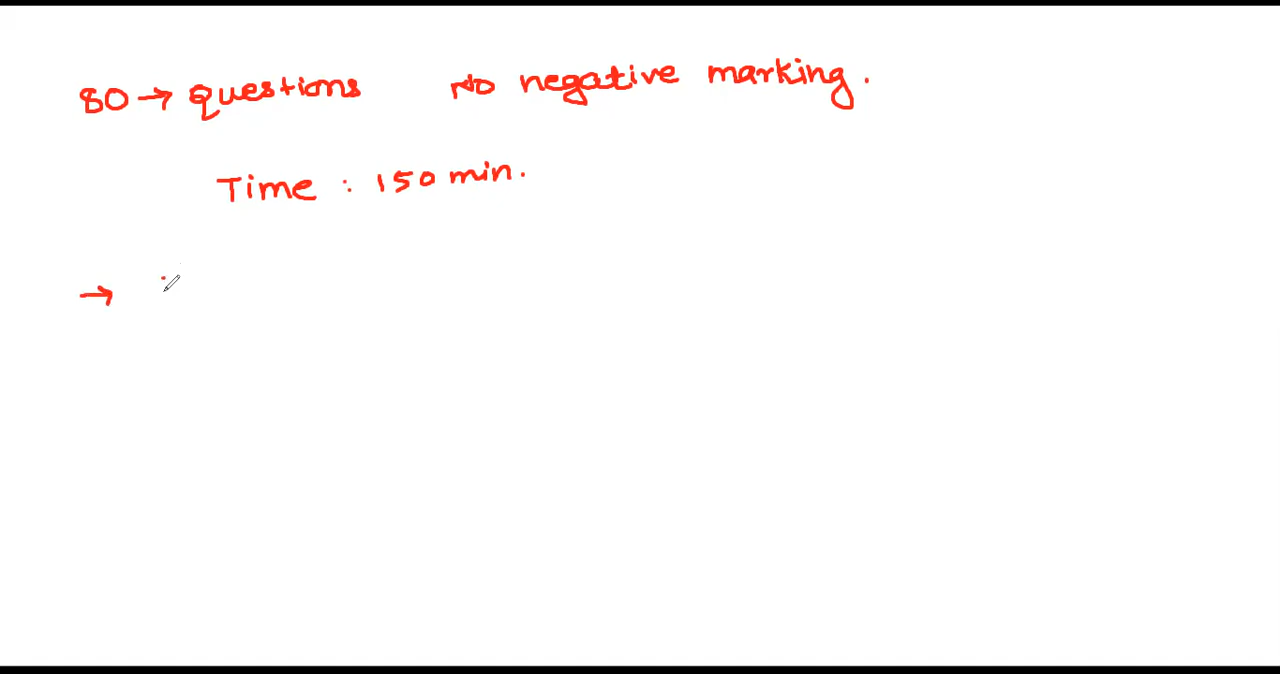 80 → questions No negative marking.
Time : 150 min.
→